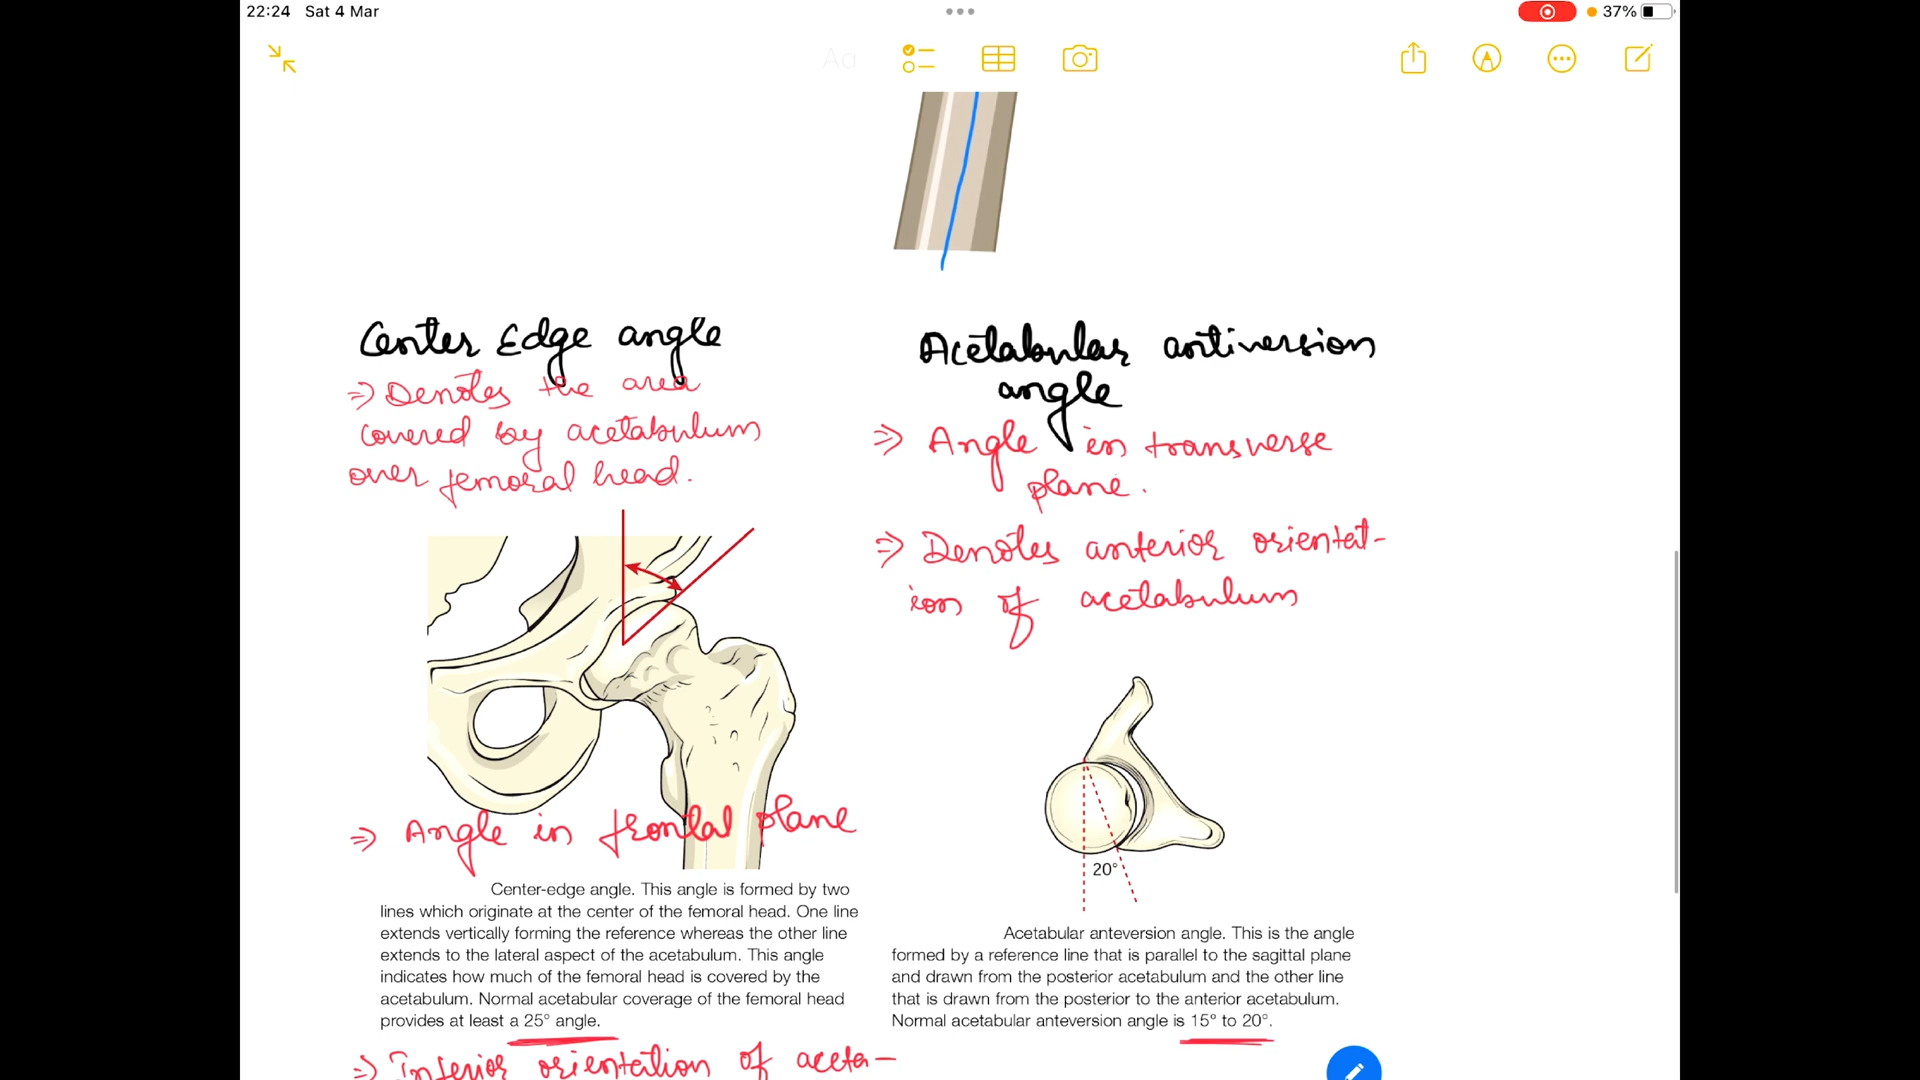 22:24 Sat 4 Mar
37%
Aa
Center Edge angle
⇒ Denotes the area
covered by acetabulum
over femoral head.
⇒ Angle in frontal plane
Center-edge angle. This angle is formed by two
lines which originate at the center of the femoral head. One line
extends vertically forming the reference whereas the other line
extends to the lateral aspect of the acetabulum. This angle
indicates how much of the femoral head is covered by the
acetabulum. Normal acetabular coverage of the femoral head
provides at least a 25° angle.
⇒ Inferior orientation of aceta-
Acetabular antiversion
angle
⇒ Angle in transverse
plane.
⇒ Denotes anterior orientat-
ion of acetabulum
20°
Acetabular anteversion angle. This is the angle
formed by a reference line that is parallel to the sagittal plane
and drawn from the posterior acetabulum and the other line
that is drawn from the posterior to the anterior acetabulum.
Normal acetabular anteversion angle is 15° to 20°.